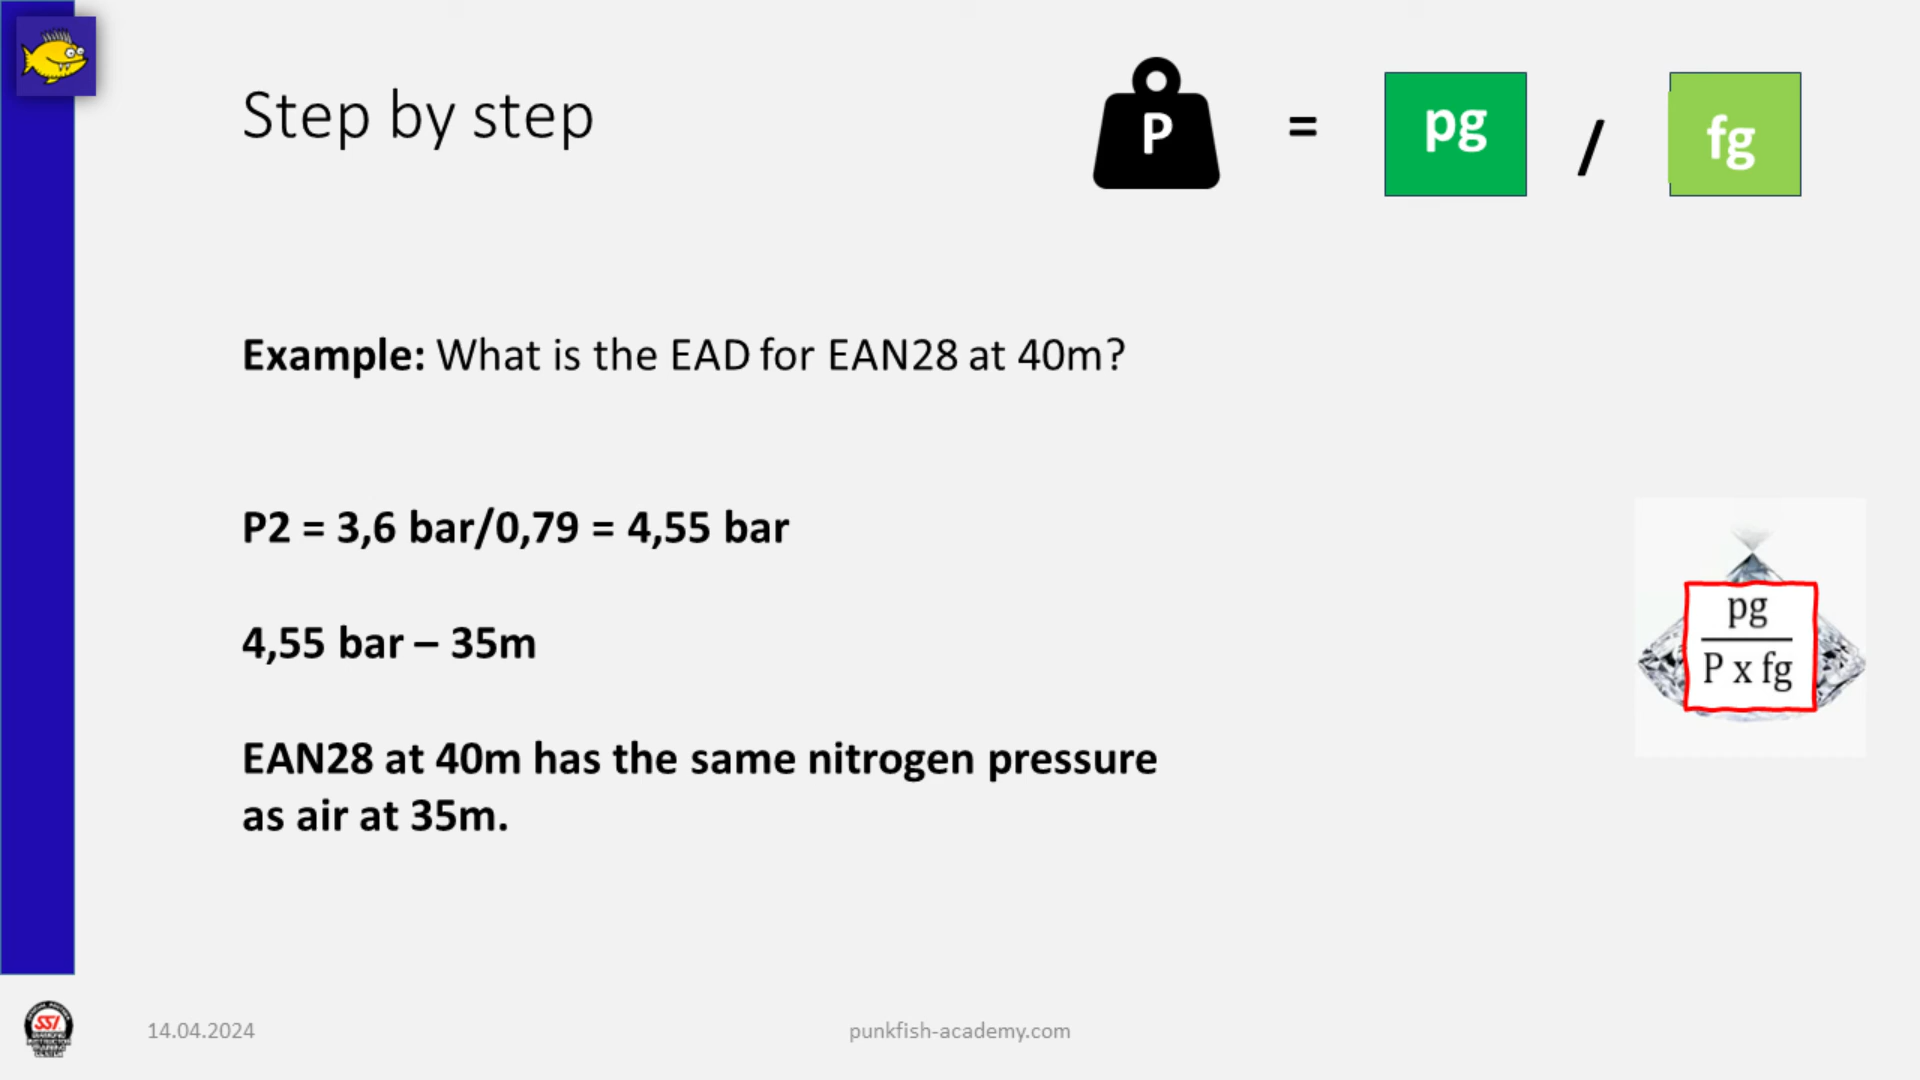 Step by step
P
=
pg
/
fg
Example: What is the EAD for EAN28 at 40m?
P2 = 3,6 bar/0,79 = 4,55 bar
4,55 bar – 35m
pg
P x fg
EAN28 at 40m has the same nitrogen pressure
as air at 35m.
SSI
14.04.2024
punkfish-academy.com